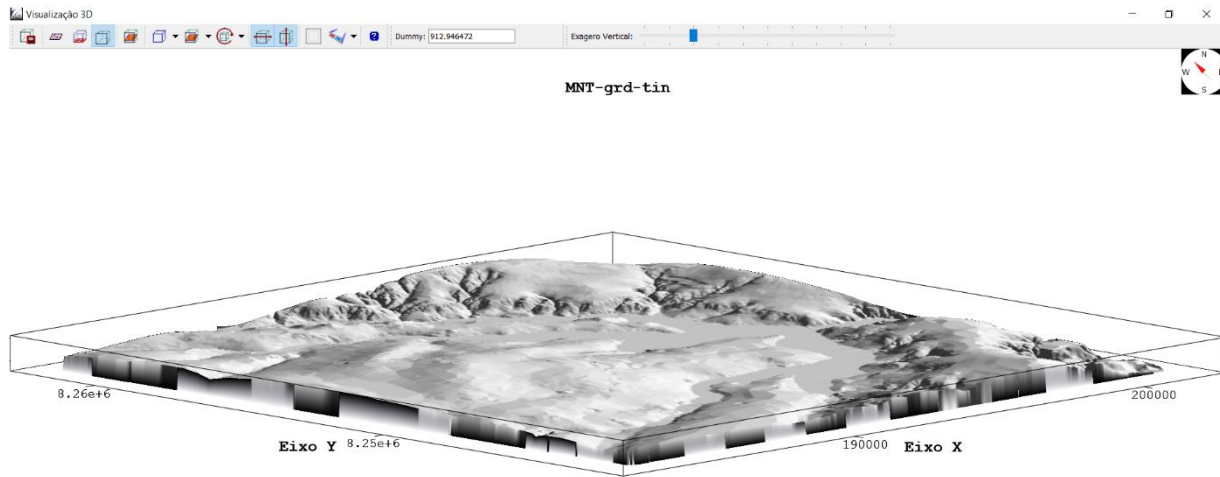 Visualização 3D
Dummy: 912.946472 Exagero Vertical:
MNT-grd-tin
N
W
S
8.26e+6
Eixo Y 8.25e+6
190000 Eixo X
200000